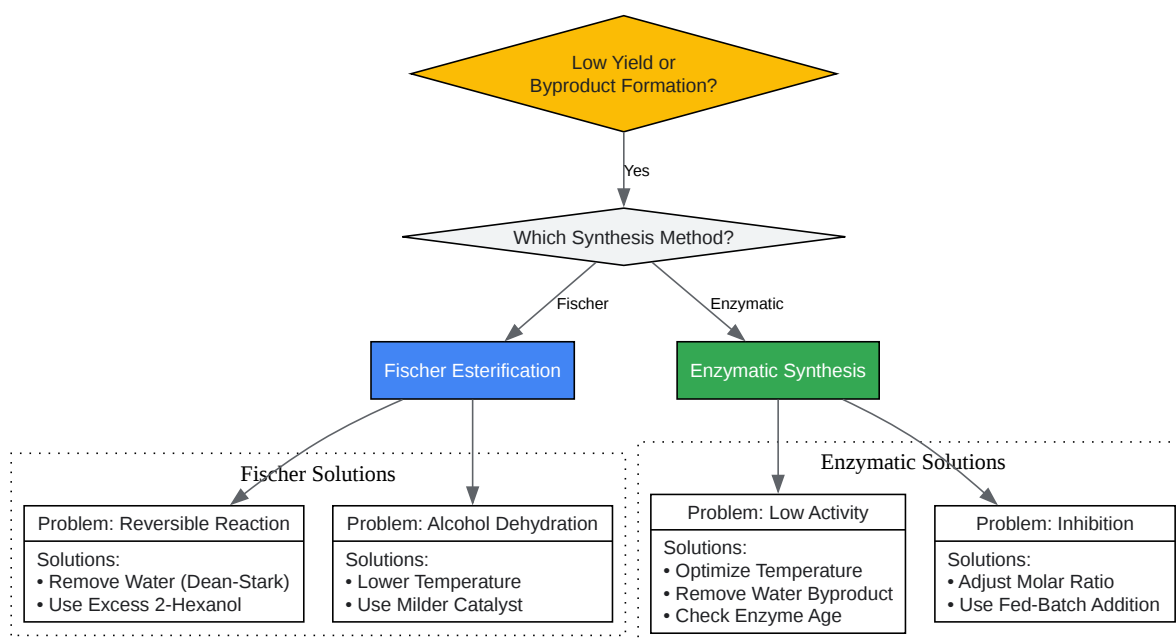 Low Yield or
Byproduct Formation?
Yes
Which Synthesis Method?
Fischer
Enzymatic
Fischer Esterification
Enzymatic Synthesis
Fischer Solutions
Problem: Reversible Reaction
Solutions:
• Remove Water (Dean-Stark)
• Use Excess 2-Hexanol
Problem: Alcohol Dehydration
Solutions:
• Lower Temperature
• Use Milder Catalyst
Enzymatic Solutions
Problem: Low Activity
Solutions:
• Optimize Temperature
• Remove Water Byproduct
• Check Enzyme Age
Problem: Inhibition
Solutions:
• Adjust Molar Ratio
• Use Fed-Batch Addition